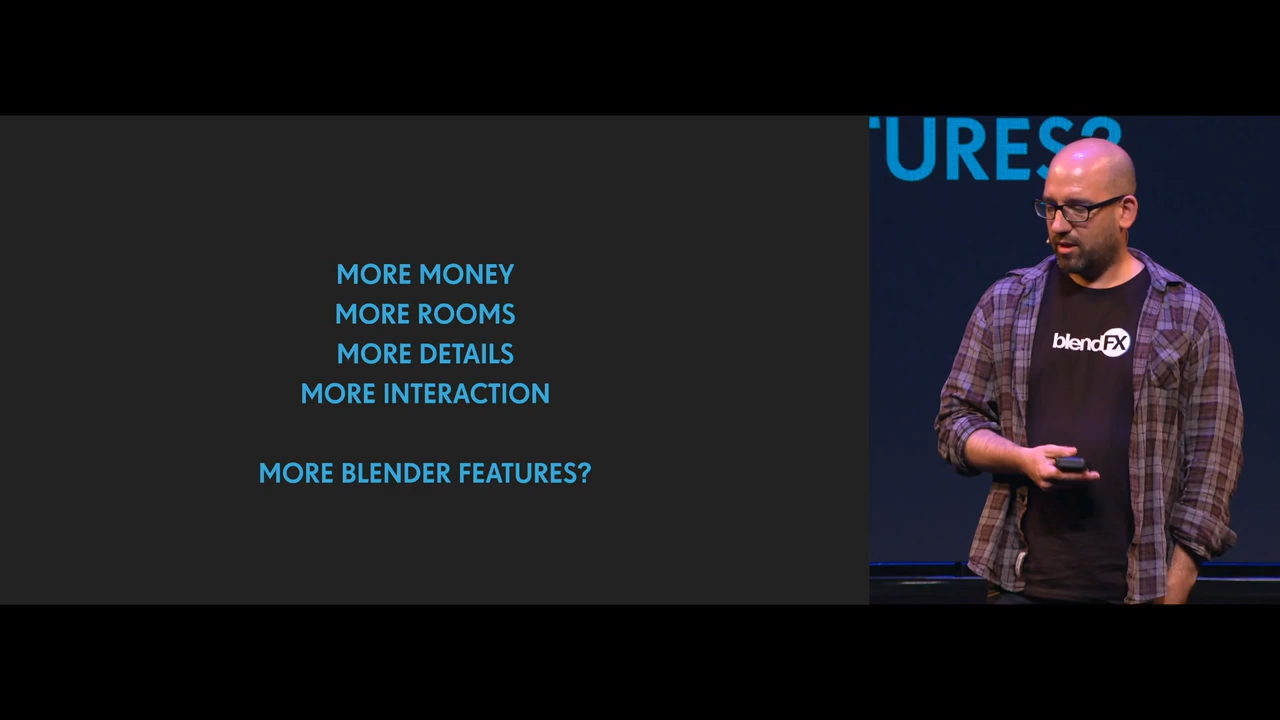 MORE MONEY
MORE ROOMS
MORE DETAILS
MORE INTERACTION
MORE BLENDER FEATURES?
TURES?
blendFX